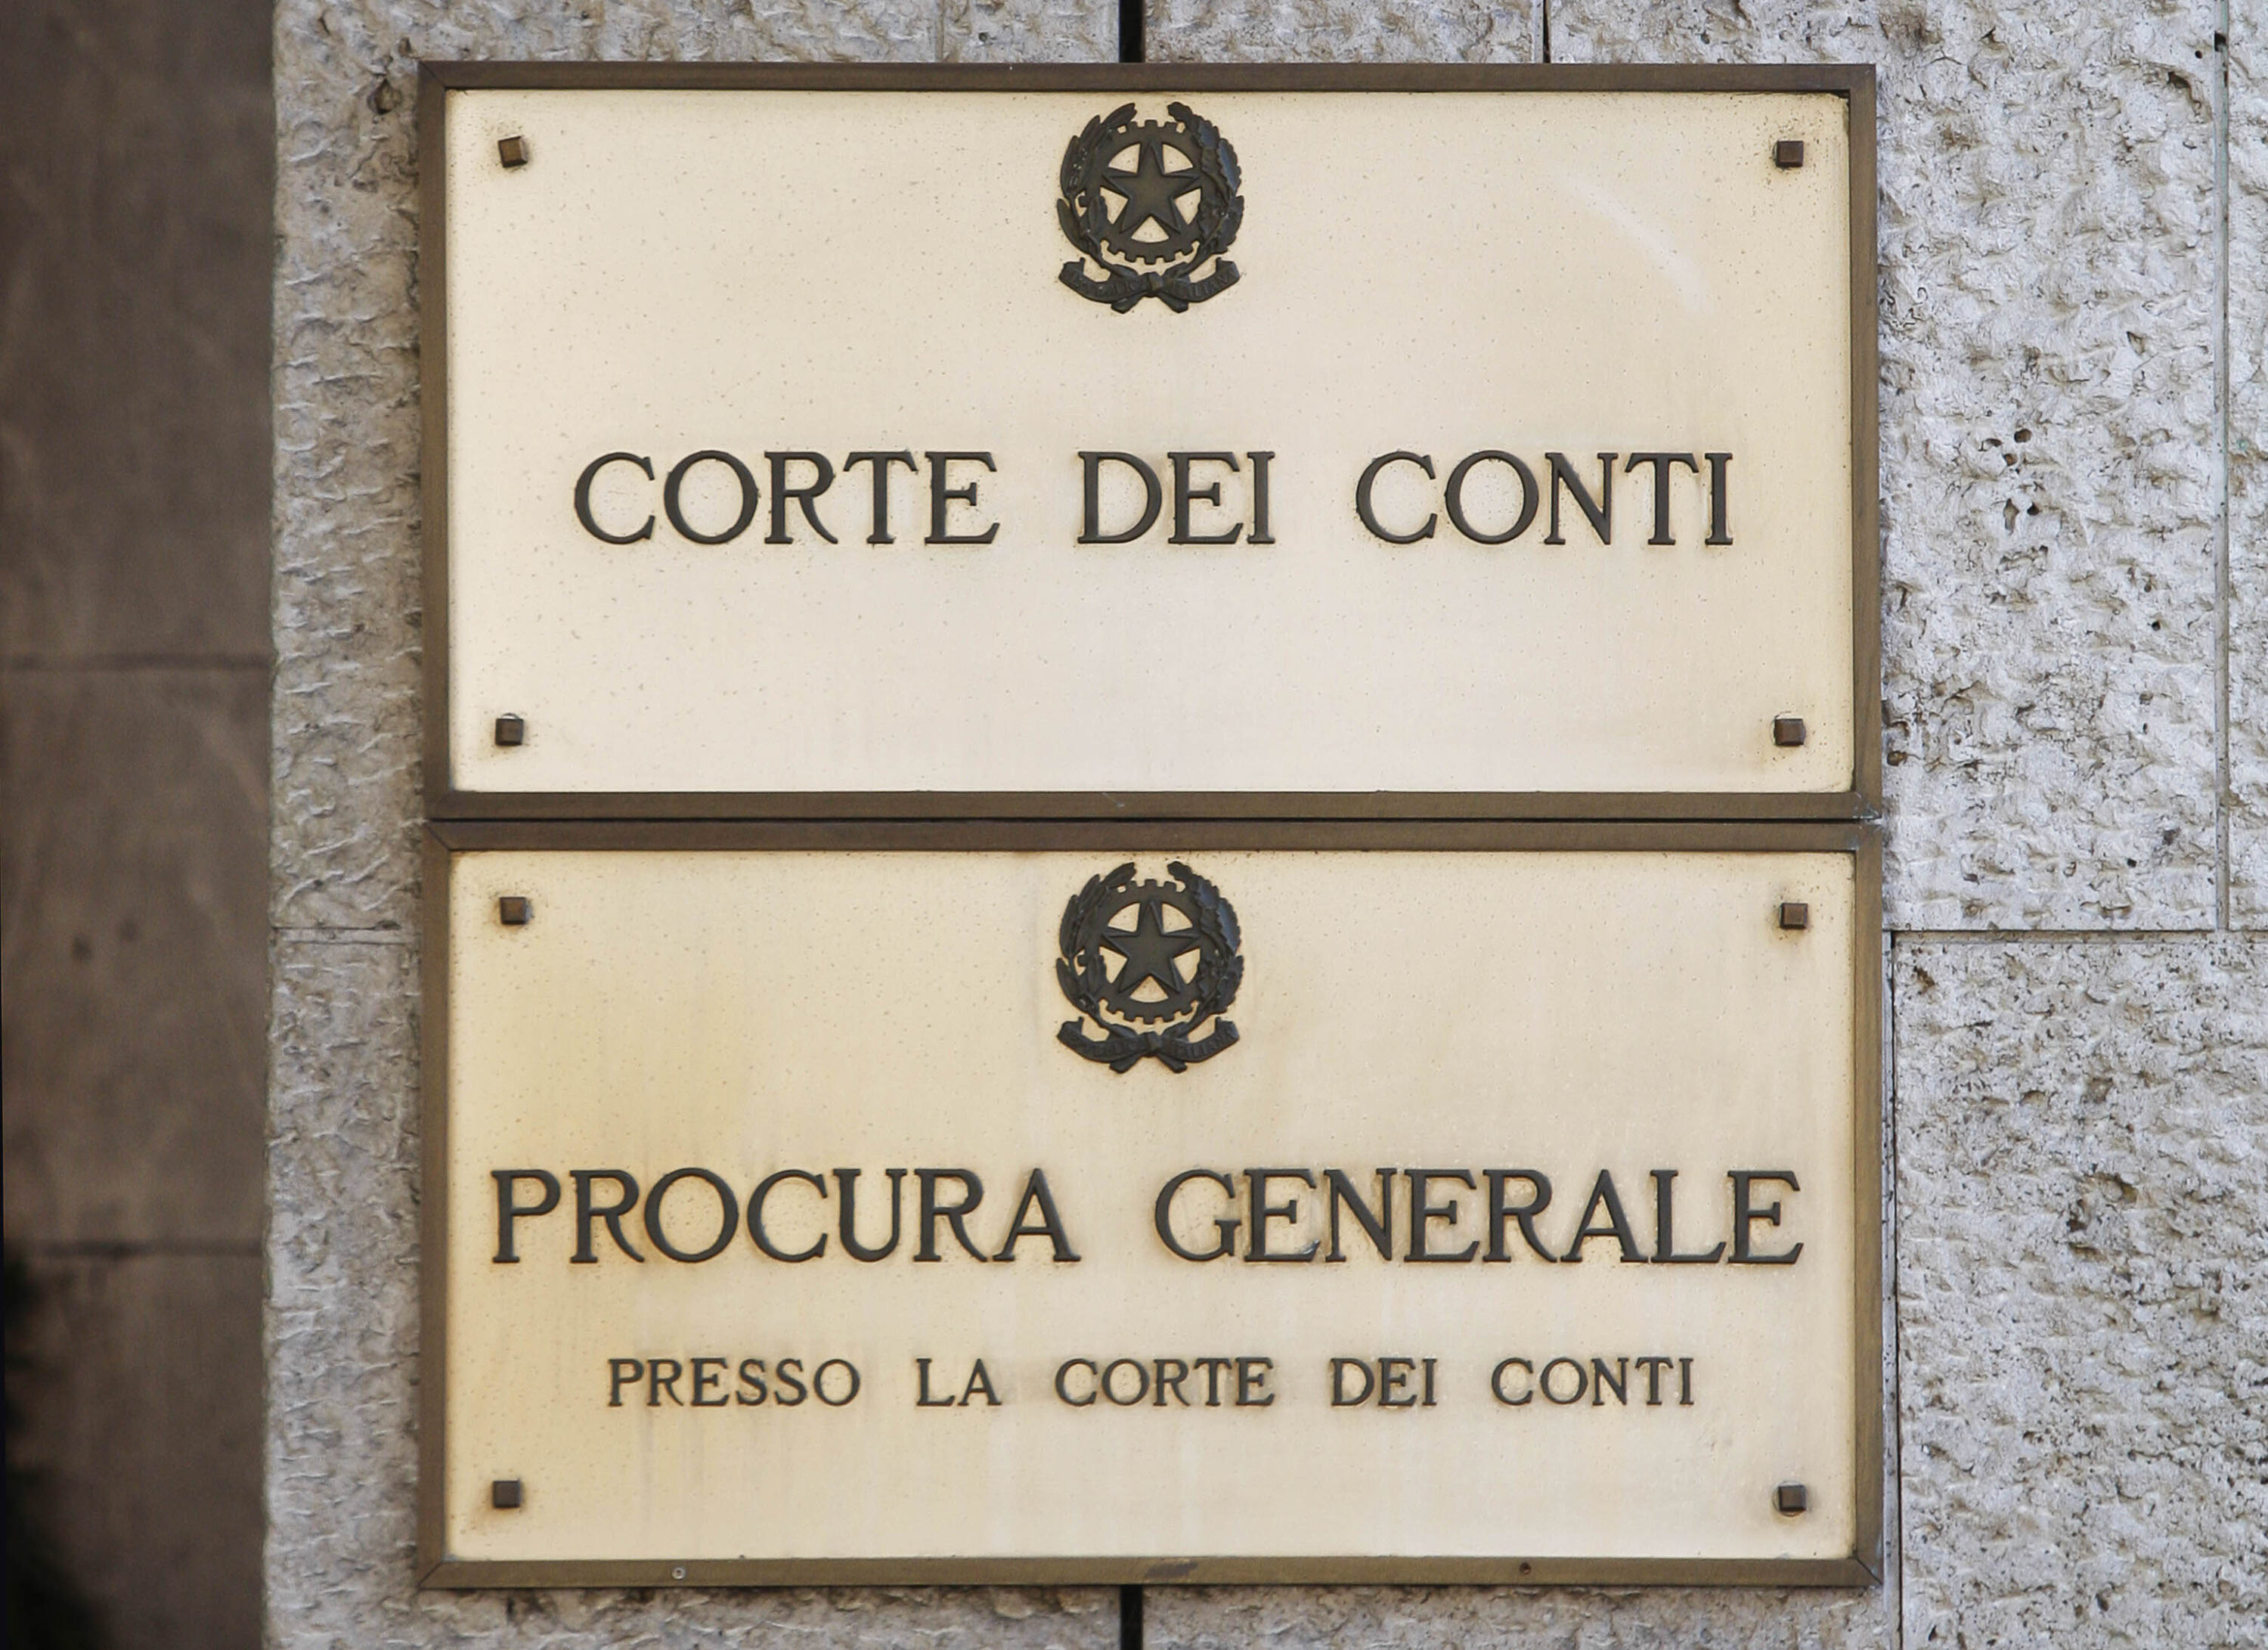 CORTE DEI CONTI
PROCURA GENERALE
PRESSO LA CORTE DEI CONTI